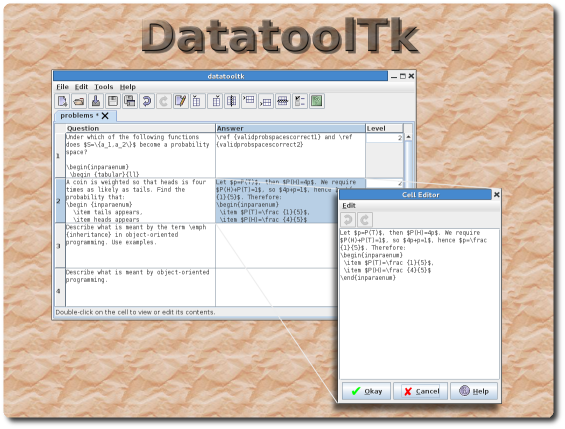 DatatoolTk
datatooltk
File Edit Tools Help
problems *
Question Answer Level
1
Under which of the following functions
does $S=\{a_1,a_2\}$ become a probability
space?
\begin{inparaenum}
\begin {tabular}{ll}
\ref {validprobspacescorrect1} and \ref
{validprobspacescorrect2}
2
2
A coin is weighted so that heads is four
times as likely as tails. Find the
probability that:
\begin {inparaenum}
\item tails appears,
\item heads appears
Let $p=P(T)$, then $P(H)=4p$. We require
$P(H)+P(T)=1$, so $4p+p=1$, hence
{1}{5}$. Therefore:
\begin{inparaenum}
\item $P(T)=\frac {1}{5}$,
\item $P(H)=\frac {4}{5}$
3
Describe what is meant by the term \emph
{inheritance} in object-oriented
programming. Use examples.
4
Describe what is meant by object-oriented
programming.
Double-click on the cell to view or edit its contents.
Cell Editor
Edit
Let $p=P(T)$, then $P(H)=4p$. We require
$P(H)+P(T)=1$, so $4p+p=1$, hence $p=\frac
{1}{5}$. Therefore:
\begin{inparaenum}
\item $P(T)=\frac {1}{5}$,
\item $P(H)=\frac {4}{5}$
\end{inparaenum}
Okay Cancel Help